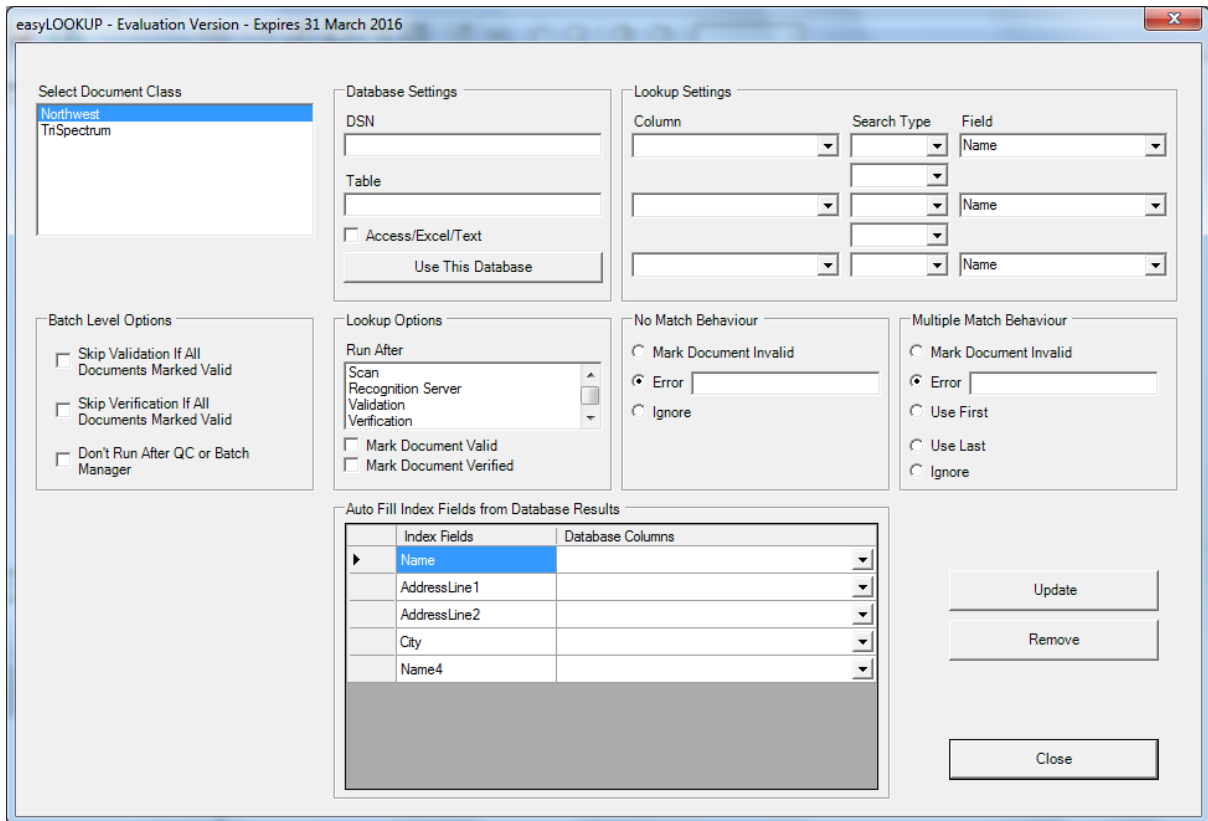 easyLOOKUP - Evaluation Version - Expires 31 March 2016
Select Document Class
Northwest
TriSpectrum
Database Settings
DSN
Table
Access/Excel/Text
Use This Database
Lookup Settings
Column
Search Type
Field
Name
Name
Name
Batch Level Options
Skip Validation If All
Documents Marked Valid
Skip Verification If All
Documents Marked Valid
Don't Run After QC or Batch
Manager
Lookup Options
Run After
Scan
Recognition Server
Validation
Verification
Mark Document Valid
Mark Document Verified
No Match Behaviour
Mark Document Invalid
Error
Ignore
Multiple Match Behaviour
Mark Document Invalid
Error
Use First
Use Last
Ignore
Auto Fill Index Fields from Database Results
Index Fields
Database Columns
Name
AddressLine1
AddressLine2
City
Name4
Update
Remove
Close